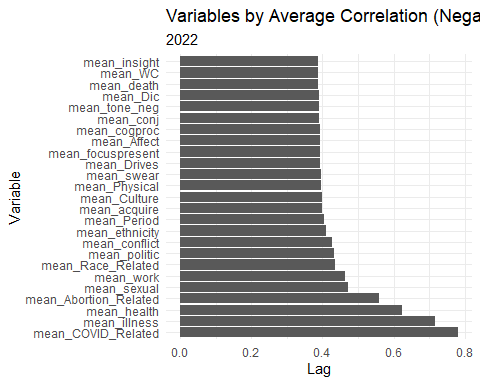 Variables by Average Correlation (Nega
2022
mean_insight
mean_WC
mean_death
mean_Dic
mean_tone_neg
mean_conj
mean_cogproc
mean_Affect
mean_focuspresent
mean_Drives
mean_swear
mean_Physical
mean_Culture
mean_acquire
mean_Period
mean_ethnicity
mean_conflict
mean_politic
mean_Race_Related
mean_work
mean_sexual
mean_Abortion_Related
mean_health
mean_illness
mean_COVID_Related
Variable
0.0 0.2 0.4 0.6 0.8
Lag